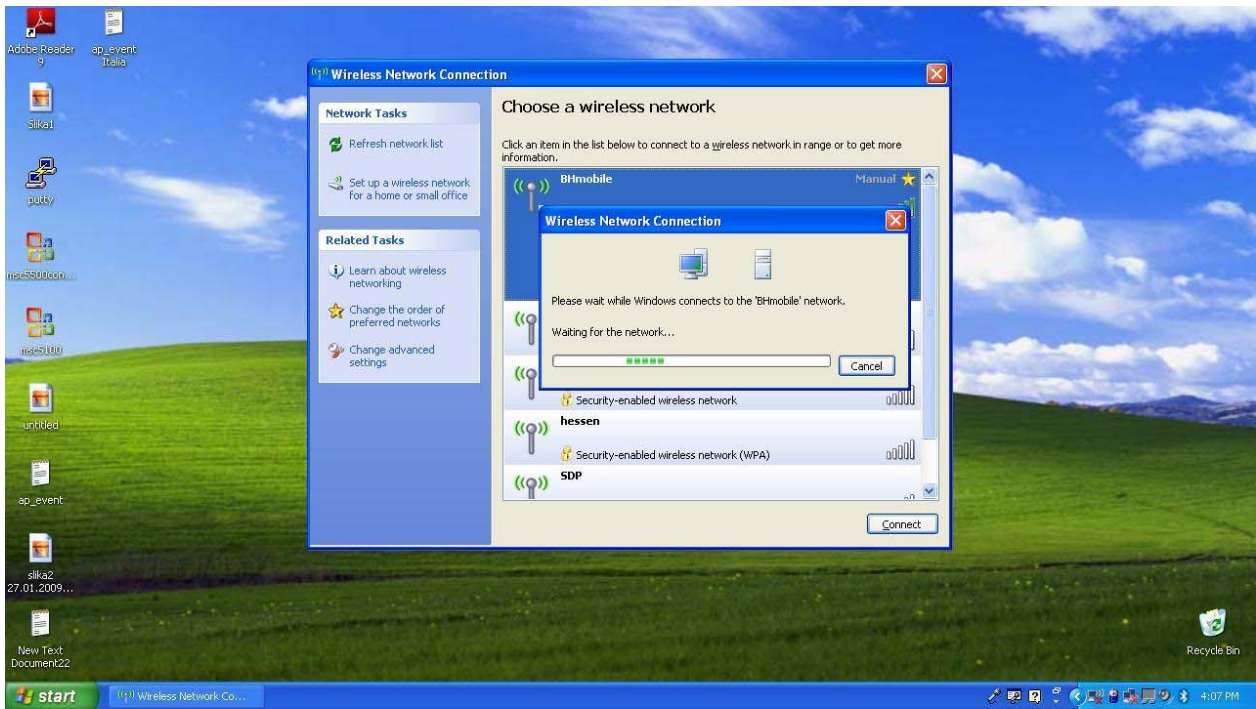 Adobe Reader
9
ap_event
Italia
Slika1
putty
msc5500con...
msc5100
untitled
ap_event
slika2
27.01.2009...
New Text
Document22
Wireless Network Connection
Network Tasks
Refresh network list
Set up a wireless network
for a home or small office
Related Tasks
Learn about wireless
networking
Change the order of
preferred networks
Change advanced
settings
Choose a wireless network
Click an item in the list below to connect to a wireless network in range or to get more
information.
BHmobile
Manual
Wireless Network Connection
Please wait while Windows connects to the 'BHmobile' network.
Waiting for the network...
Cancel
Security-enabled wireless network
hessen
Security-enabled wireless network (WPA)
SDP
Connect
Recycle Bin
start
Wireless Network Co...
4:07 PM